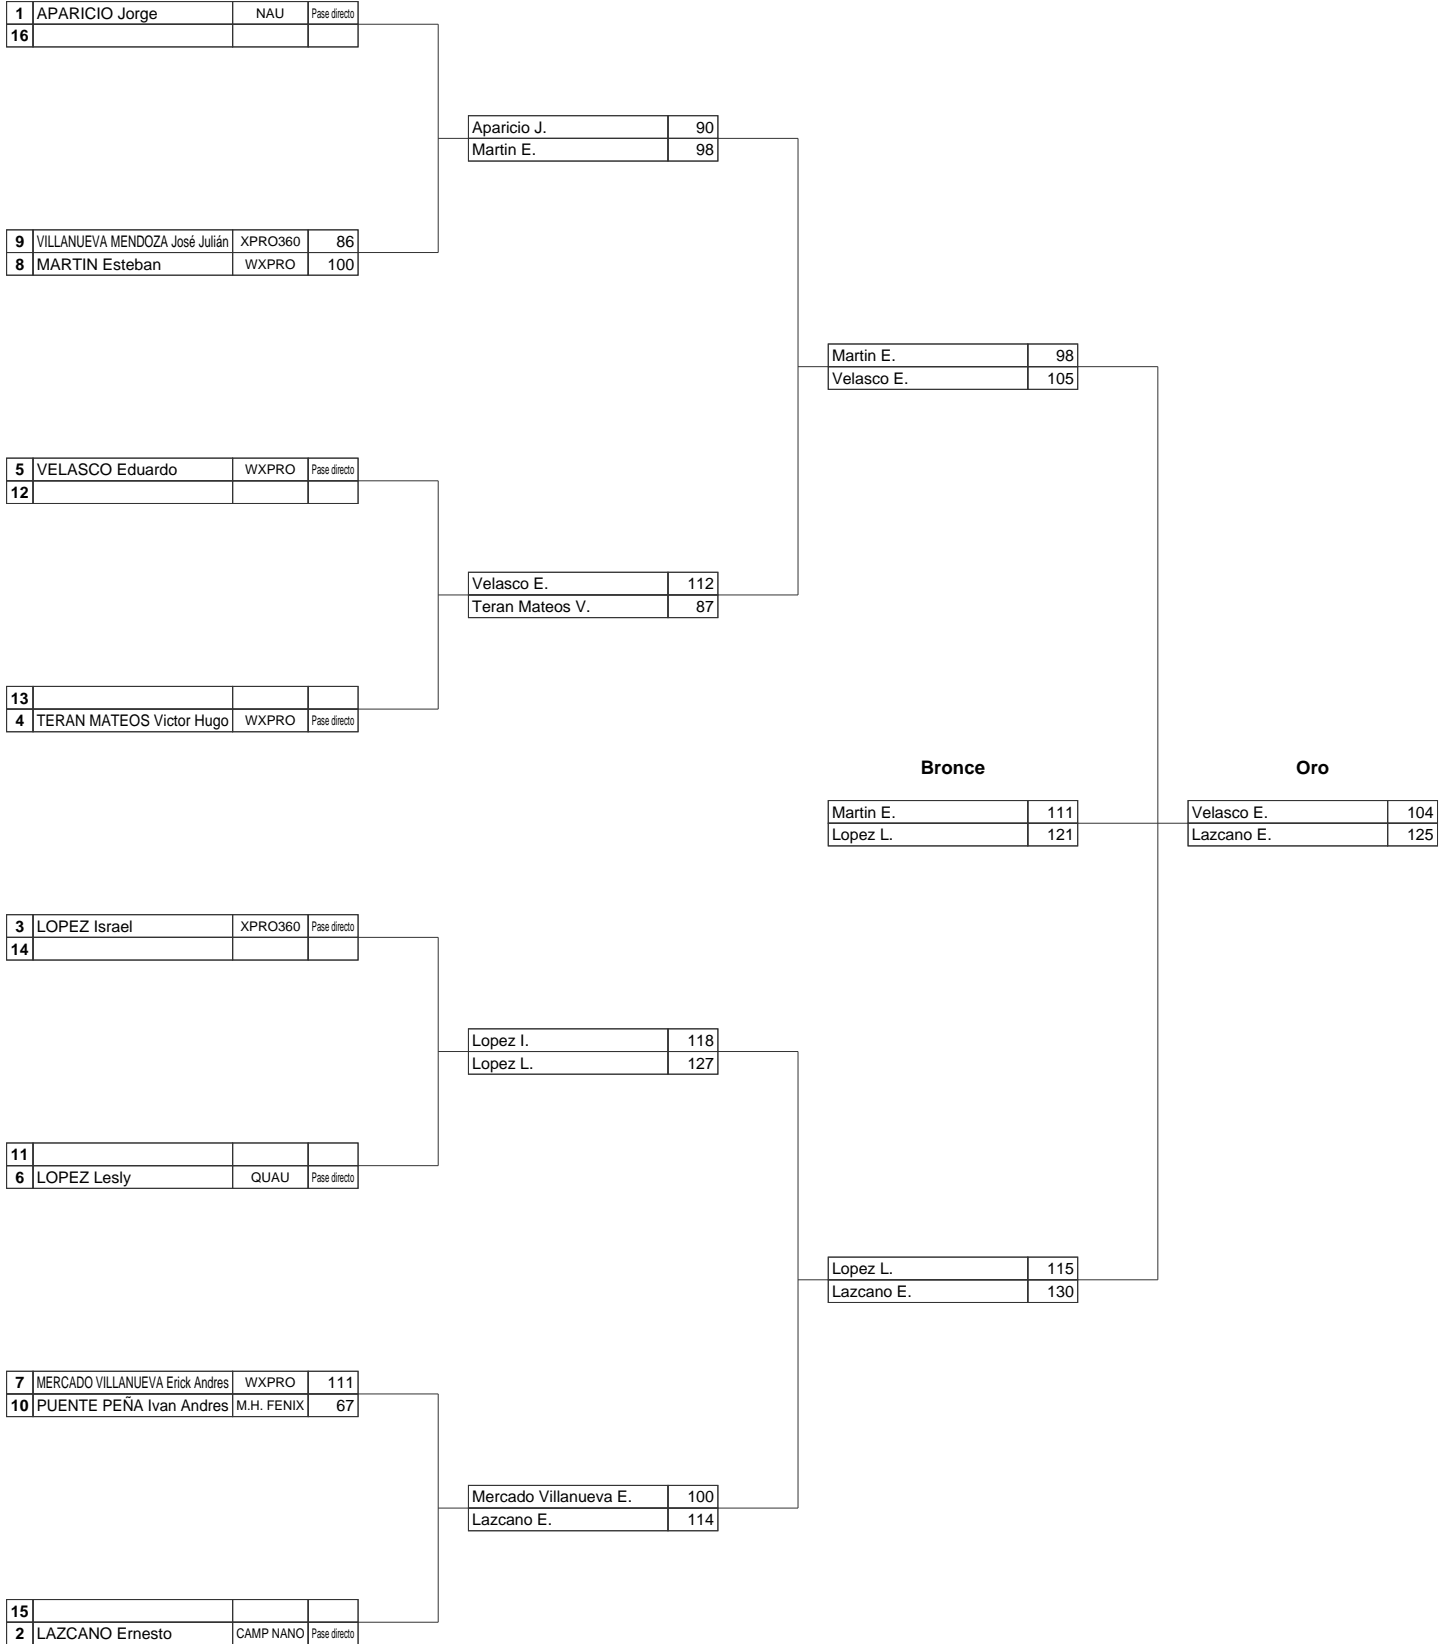 1 APARICIO Jorge NAU Pase directo
16
Aparicio J. 90
Martin E. 98
9 VILLANUEVA MENDOZA José Julián XPRO360 86
8 MARTIN Esteban WXPRO 100
Martin E. 98
Velasco E. 105
5 VELASCO Eduardo WXPRO Pase directo
12
Velasco E. 112
Teran Mateos V. 87
13
4 TERAN MATEOS Victor Hugo WXPRO Pase directo
Bronce Oro
Martin E. 111 Velasco E. 104
Lopez L. 121 Lazcano E. 125
3 LOPEZ Israel XPRO360 Pase directo
14
Lopez I. 118
Lopez L. 127
11
6 LOPEZ Lesly QUAU Pase directo
Lopez L. 115
Lazcano E. 130
7 MERCADO VILLANUEVA Erick Andres WXPRO 111
10 PUENTE PEÑA Ivan Andres M.H. FENIX 67
Mercado Villanueva E. 100
Lazcano E. 114
15
2 LAZCANO Ernesto CAMP NANO Pase directo